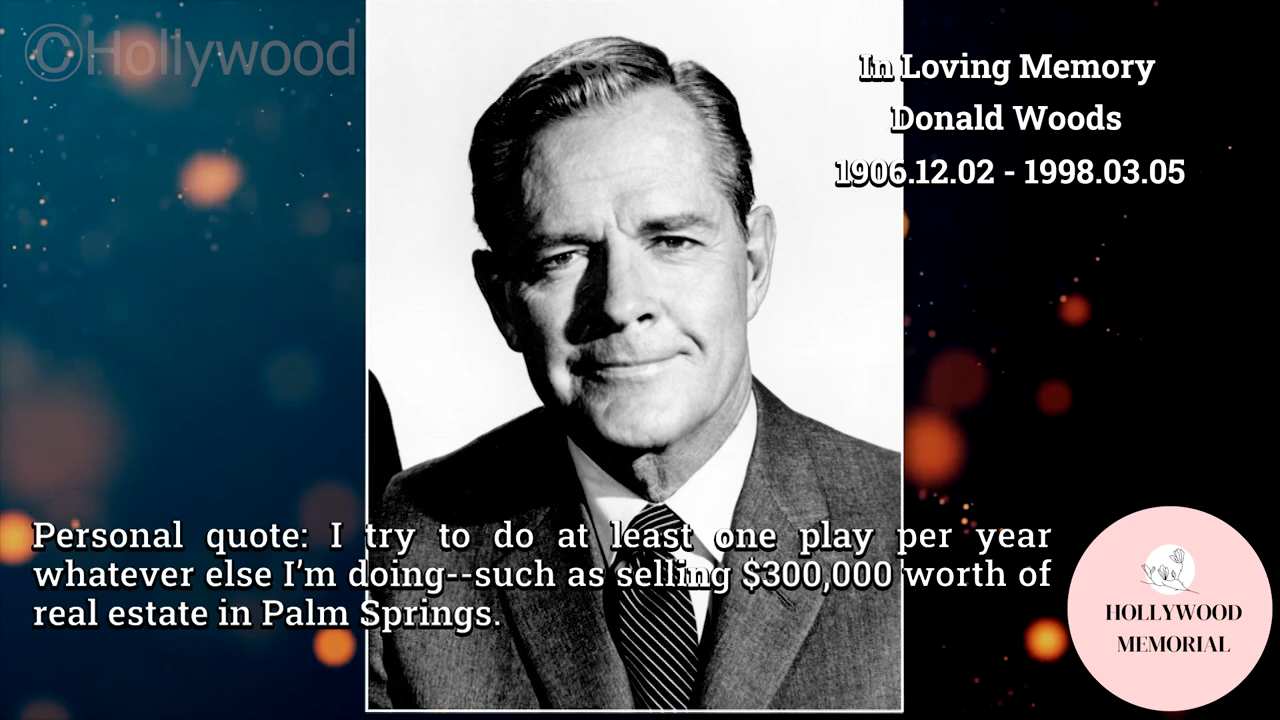 ©Hollywood
In Loving Memory
Donald Woods
1906.12.02 - 1998.03.05
Personal quote: I try to do at least one play per year
whatever else I'm doing--such as selling $300,000 worth of
real estate in Palm Springs.
HOLLYWOOD
MEMORIAL